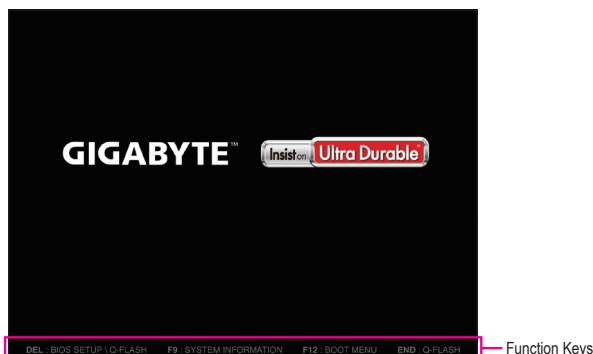 GIGABYTE™ Insist on Ultra Durable™
DEL : BIOS SETUP \ Q-FLASH F9 : SYSTEM INFORMATION F12 : BOOT MENU END : Q-FLASH
Function Keys